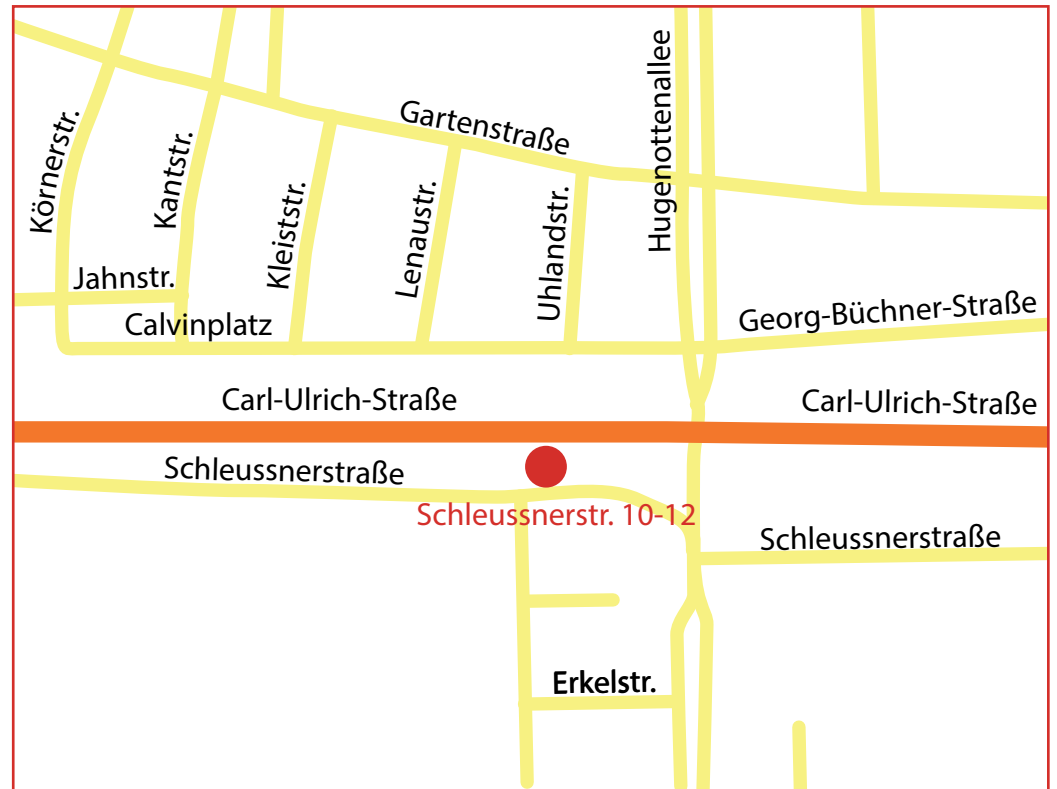 Gartenstraße
Hugenottenallee
Körnerstr.
Kantstr.
Kleiststr.
Lenaustr.
Uhlandstr.
Jahnstr.
Calvinplatz
Georg-Büchner-Straße
Carl-Ulrich-Straße
Carl-Ulrich-Straße
Schleussnerstraße
Schleussnerstr. 10-12
Schleussnerstraße
Erkelstr.